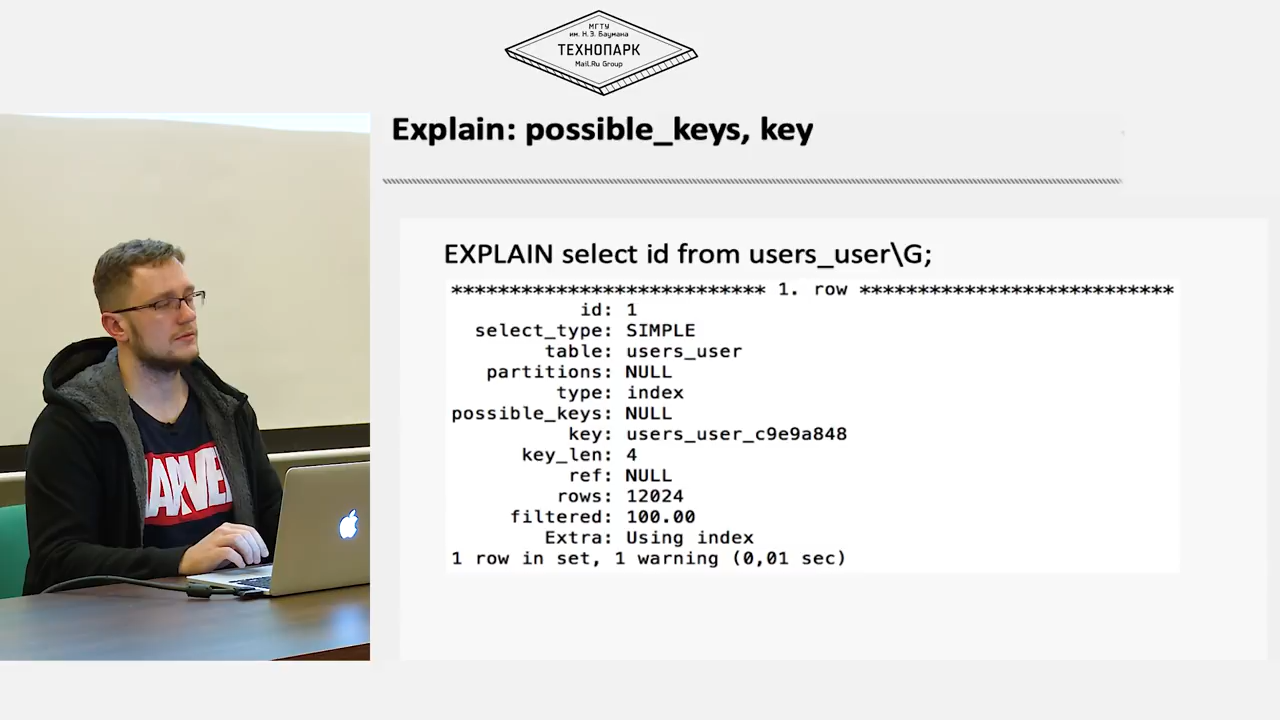 МГТУ
им. Н.Э. Баумана
ТЕХНОПАРК
Mail.Ru Group
Explain: possible_keys, key
EXPLAIN select id from users_user\G;
*************************** 1. row ***************************
id: 1
select_type: SIMPLE
table: users_user
partitions: NULL
type: index
possible_keys: NULL
key: users_user_c9e9a848
key_len: 4
ref: NULL
rows: 12024
filtered: 100.00
Extra: Using index
1 row in set, 1 warning (0,01 sec)
MARVEL